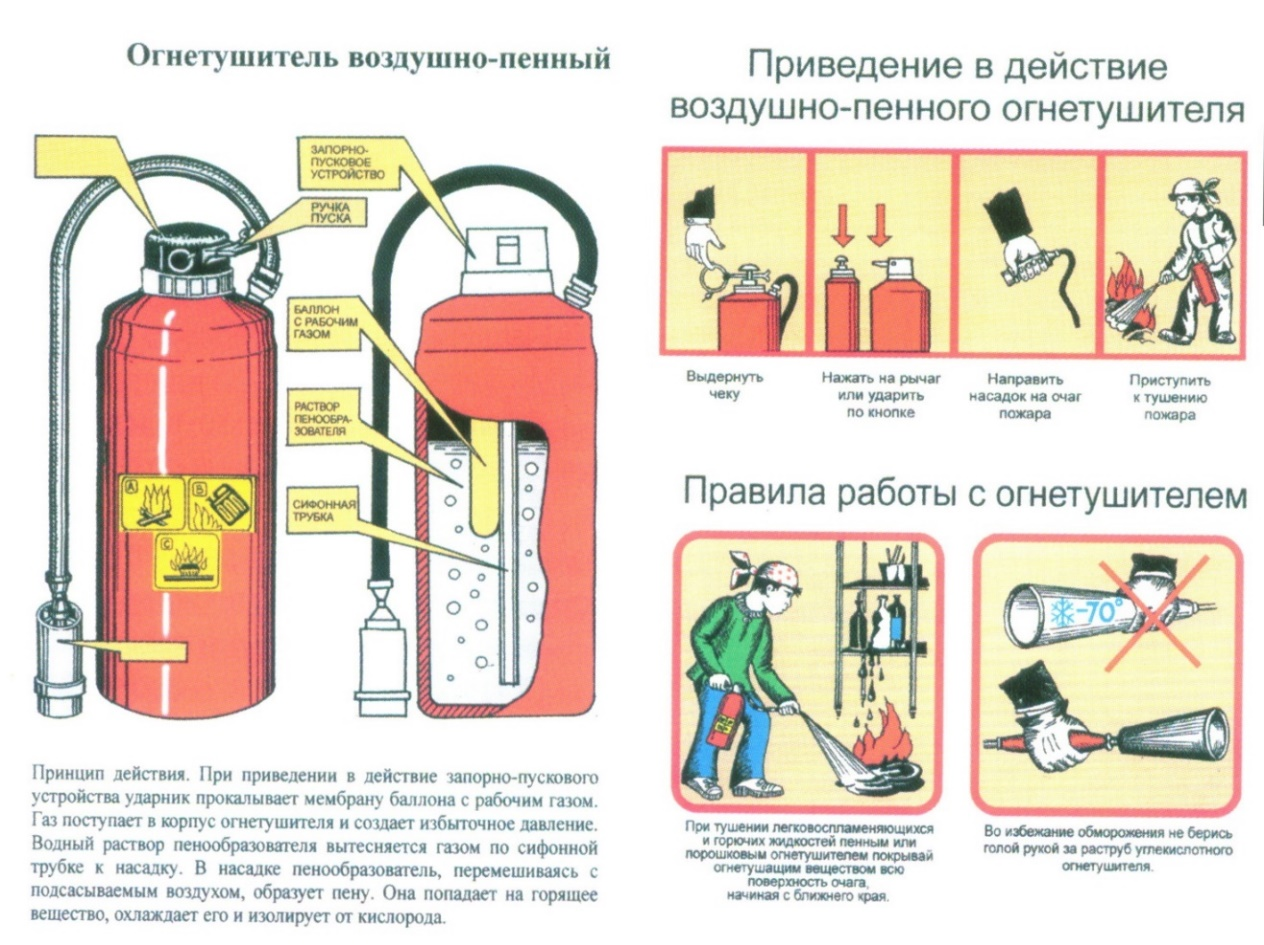 Огнетушитель воздушно-пенный
ЗАПОРНО-
ПУСКОВОЕ
УСТРОЙСТВО
РУЧКА
ПУСКА
БАЛЛОН
С РАБОЧИМ
ГАЗОМ
РАСТВОР
ПЕНООБРА-
ЗОВАТЕЛЯ
СИФОННАЯ
ТРУБКА
А
Б
С
Принцип действия. При приведении в действие запорно-пускового
устройства ударник прокалывает мембрану баллона с рабочим газом.
Газ поступает в корпус огнетушителя и создает избыточное давление.
Водный раствор пенообразователя вытесняется газом по сифонной
трубке к насадку. В насадке пенообразователь, перемешиваясь с
подсасываемым воздухом, образует пену. Она попадает на горящее
вещество, охлаждает его и изолирует от кислорода.
Приведение в действие
воздушно-пенного огнетушителя
Выдернуть
чеку
Нажать на рычаг
или ударить
по кнопке
Направить
насадок на очаг
пожара
Приступить
к тушению
пожара
Правила работы с огнетушителем
При тушении легковоспламеняющихся
и горючих жидкостей пенным или
порошковым огнетушителем покрывай
огнетушащим веществом всю
поверхность очага,
начиная с ближнего края.
-70°
Во избежание обморожения не берись
голой рукой за раструб углекислотного
огнетушителя.